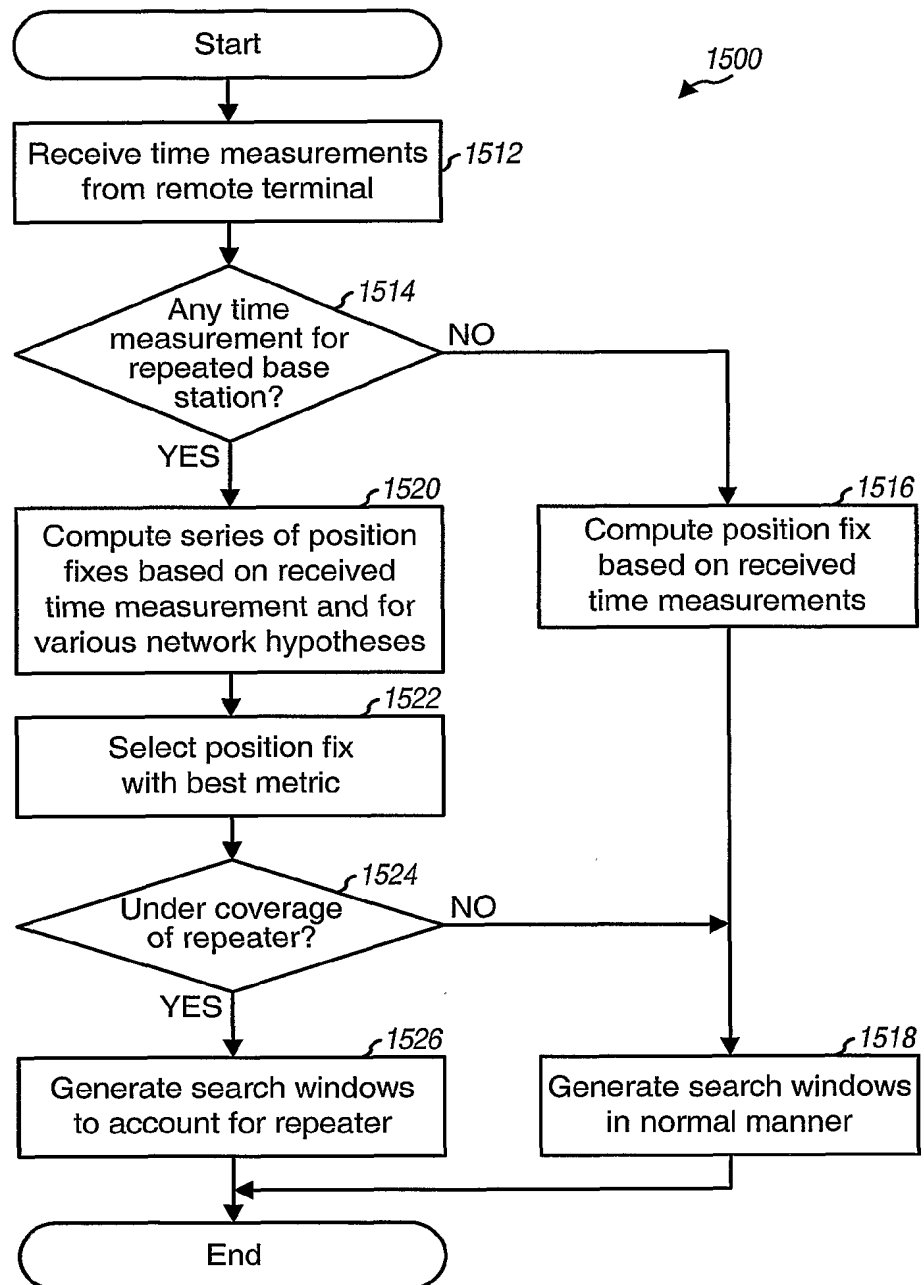 Start
1500
Receive time measurements
from remote terminal
1512
1514
Any time
measurement for
repeated base
station?
NO
YES
1520
Compute series of position
fixes based on received
time measurement and for
various network hypotheses
1516
Compute position fix
based on received
time measurements
1522
Select position fix
with best metric
1524
Under coverage
of repeater?
NO
YES
1526
Generate search windows
to account for repeater
1518
Generate search windows
in normal manner
End